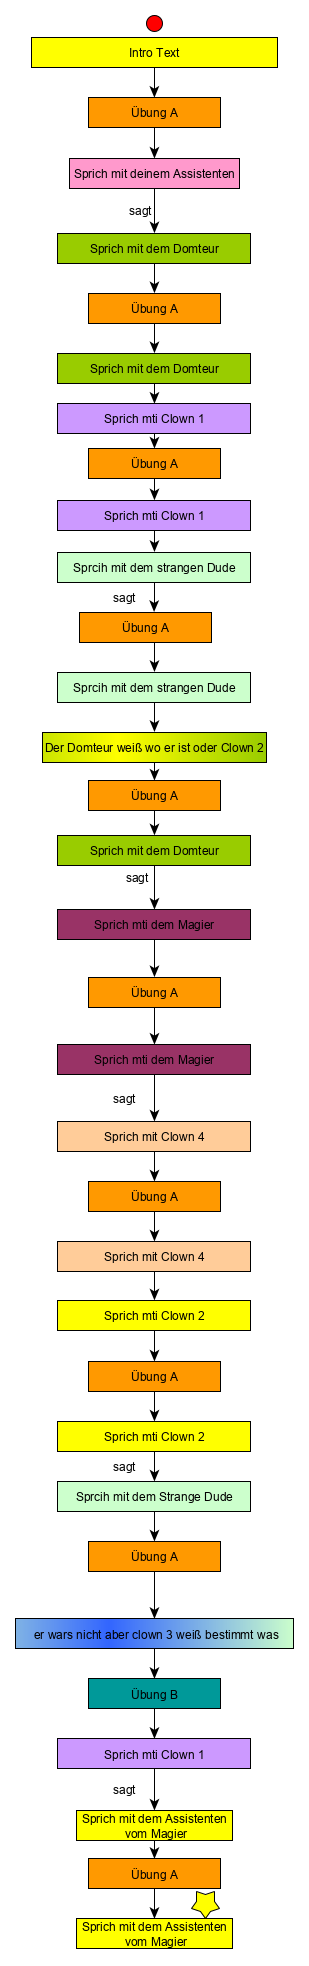 Intro Text
Übung A
Sprich mit deinem Assistenten
sagt
Sprich mit dem Domteur
Übung A
Sprich mit dem Domteur
Sprich mti Clown 1
Übung A
Sprich mti Clown 1
Sprcih mit dem strangen Dude
sagt
Übung A
Sprcih mit dem strangen Dude
Der Domteur weiß wo er ist oder Clown 2
Übung A
Sprich mit dem Domteur
sagt
Sprich mti dem Magier
Übung A
Sprich mti dem Magier
sagt
Sprich mit Clown 4
Übung A
Sprich mit Clown 4
Sprich mti Clown 2
Übung A
Sprich mti Clown 2
sagt
Sprcih mit dem Strange Dude
Übung A
er wars nicht aber clown 3 weiß bestimmt was
Übung B
Sprich mti Clown 1
sagt
Sprich mit dem Assistenten
vom Magier
Übung A
Sprich mit dem Assistenten
vom Magier